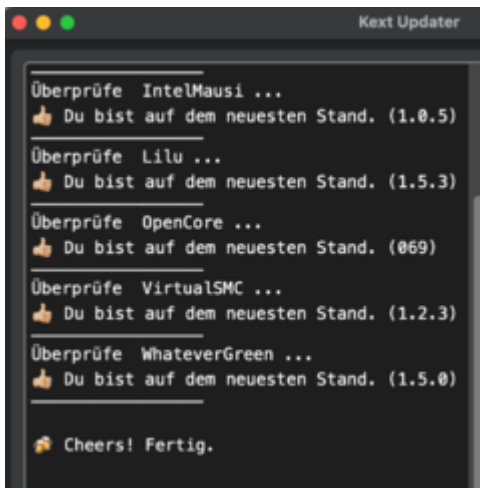 Kext Updater
Überprüfe IntelMausi ...
👍 Du bist auf dem neuesten Stand. (1.0.5)
Überprüfe Lilu ...
👍 Du bist auf dem neuesten Stand. (1.5.3)
Überprüfe OpenCore ...
👍 Du bist auf dem neuesten Stand. (069)
Überprüfe VirtualSMC ...
👍 Du bist auf dem neuesten Stand. (1.2.3)
Überprüfe WhateverGreen ...
👍 Du bist auf dem neuesten Stand. (1.5.0)
🍻 Cheers! Fertig.